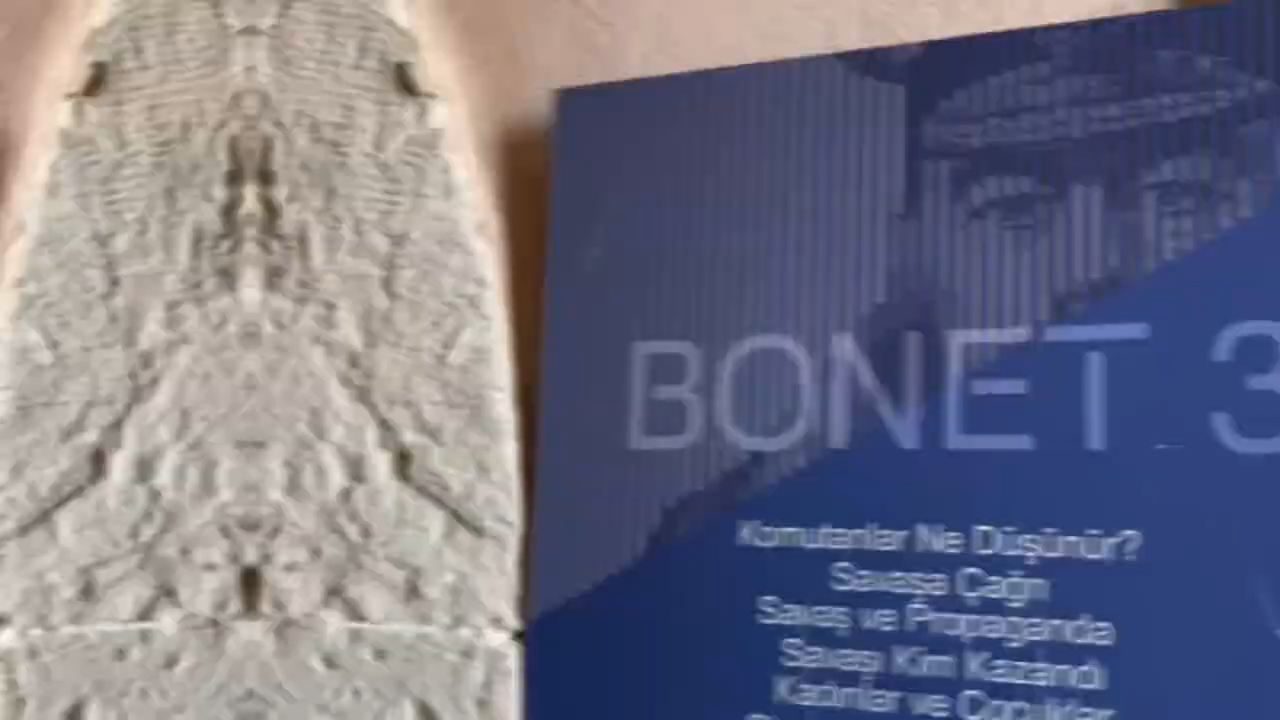 BONET 3
Komutanlar Ne Düşünür?
Savaşa Çağrı
Savaş ve Propaganda
Savaşı Kim Kazandı
Kadınlar ve Çocuklar